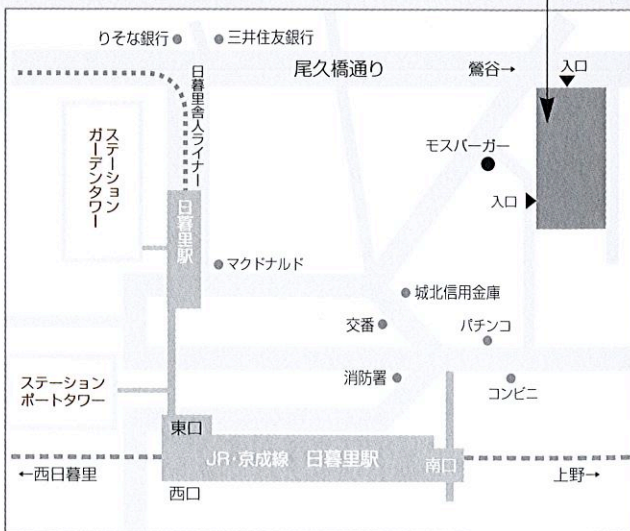 りそな銀行
三井住友銀行
尾久橋通り
鶯谷→
入口
日暮里舎人ライナー
ステーション
ガーデンタワー
モスバーガー
入口
日暮里駅
マクドナルド
城北信用金庫
交番
パチンコ
消防署
コンビニ
ステーション
ポートタワー
東口
JR・京成線 日暮里駅
南口
←西日暮里
上野→
西口